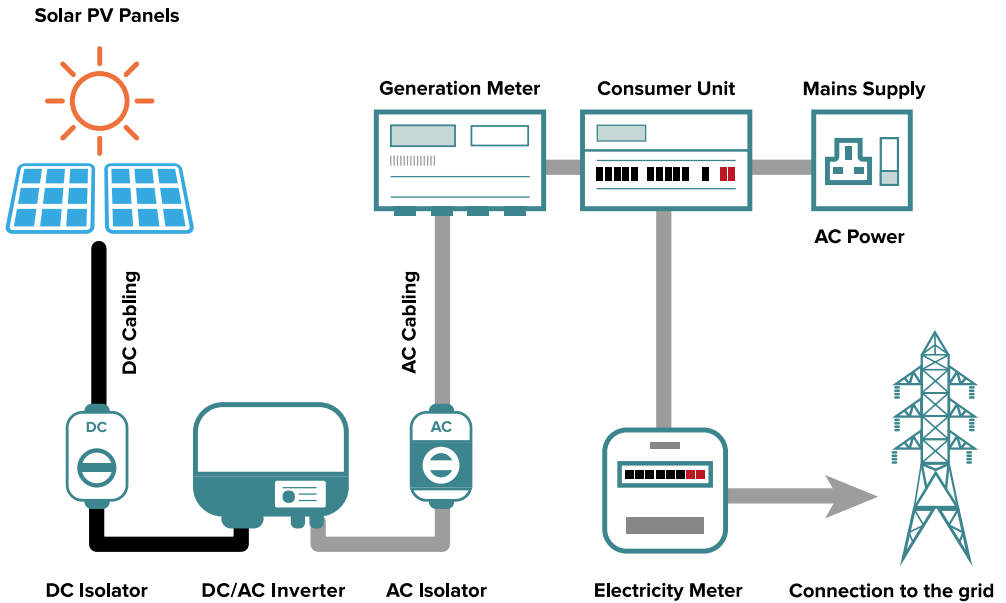 Solar PV Panels
Generation Meter
Consumer Unit
Mains Supply
AC Power
DC Cabling
AC Cabling
DC
AC
DC Isolator
DC/AC Inverter
AC Isolator
Electricity Meter
Connection to the grid